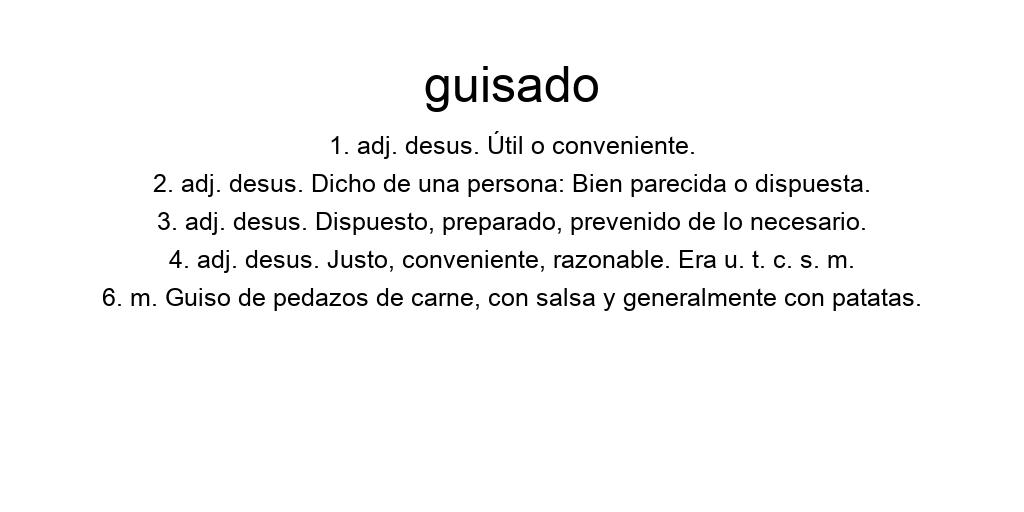 guisado
1. adj. desus. Útil o conveniente.
2. adj. desus. Dicho de una persona: Bien parecida o dispuesta.
3. adj. desus. Dispuesto, preparado, prevenido de lo necesario.
4. adj. desus. Justo, conveniente, razonable. Era u. t. c. s. m.
6. m. Guiso de pedazos de carne, con salsa y generalmente con patatas.